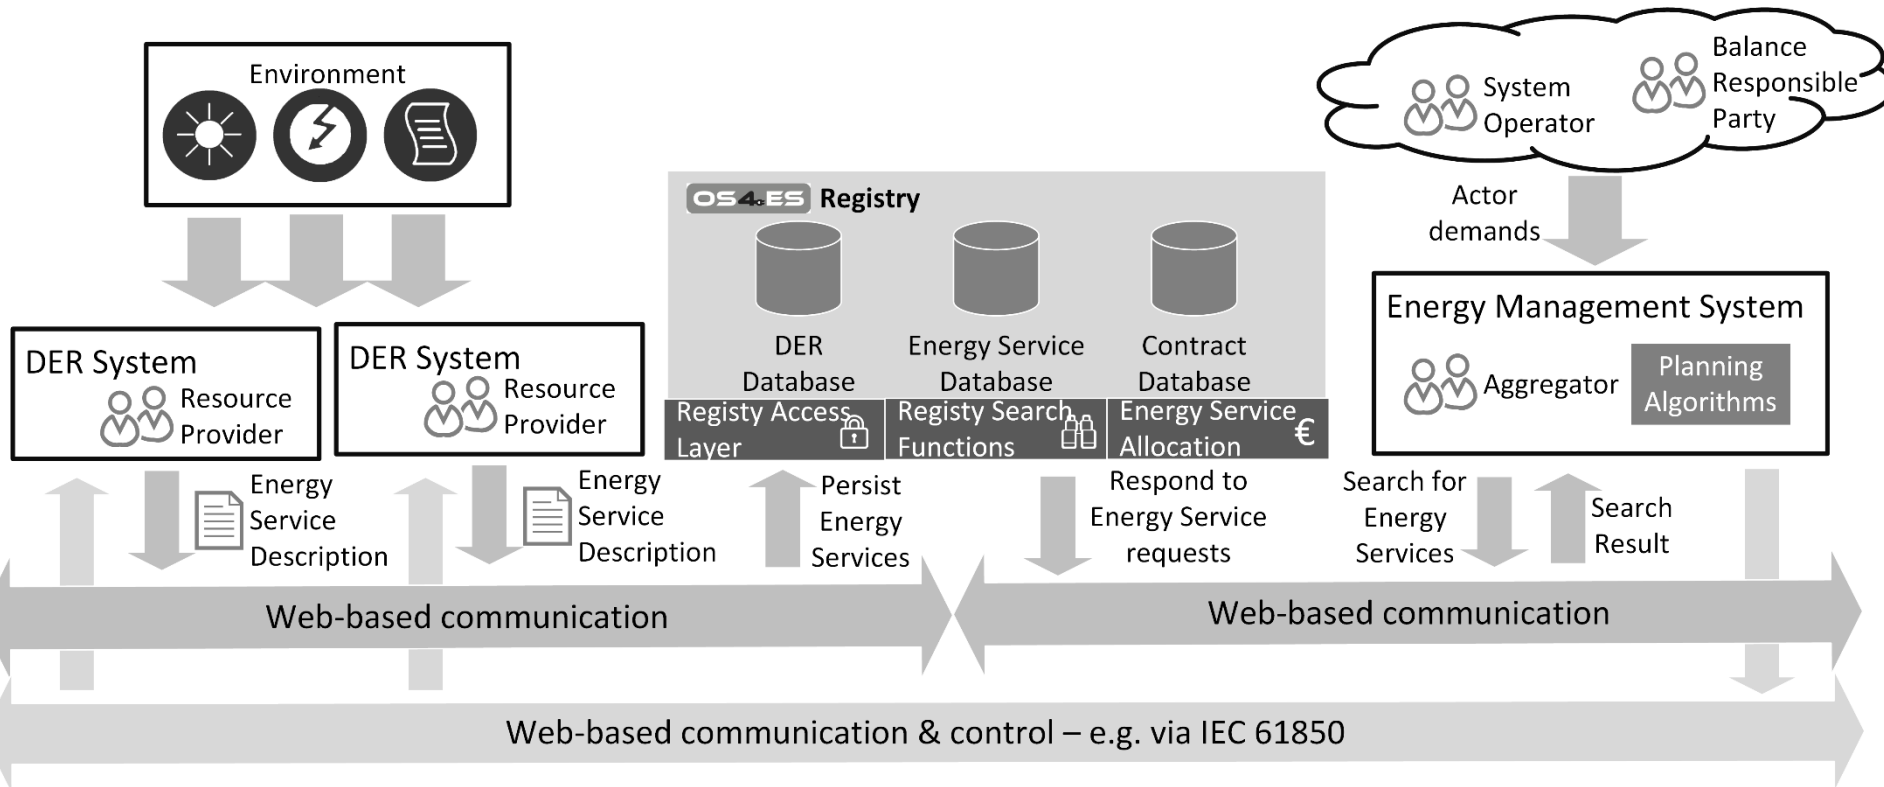 Environment
System
Operator
Balance
Responsible
Party
Actor
demands
OS4ES Registry
DER
Database
Energy Service
Database
Contract
Database
Registy Access
Layer
Registy Search
Functions
Energy Service
Allocation
€
DER System
Resource
Provider
DER System
Resource
Provider
Energy Management System
Aggregator
Planning
Algorithms
Energy
Service
Description
Energy
Service
Description
Persist
Energy
Services
Respond to
Energy Service
requests
Search for
Energy
Services
Search
Result
Web-based communication
Web-based communication
Web-based communication & control – e.g. via IEC 61850